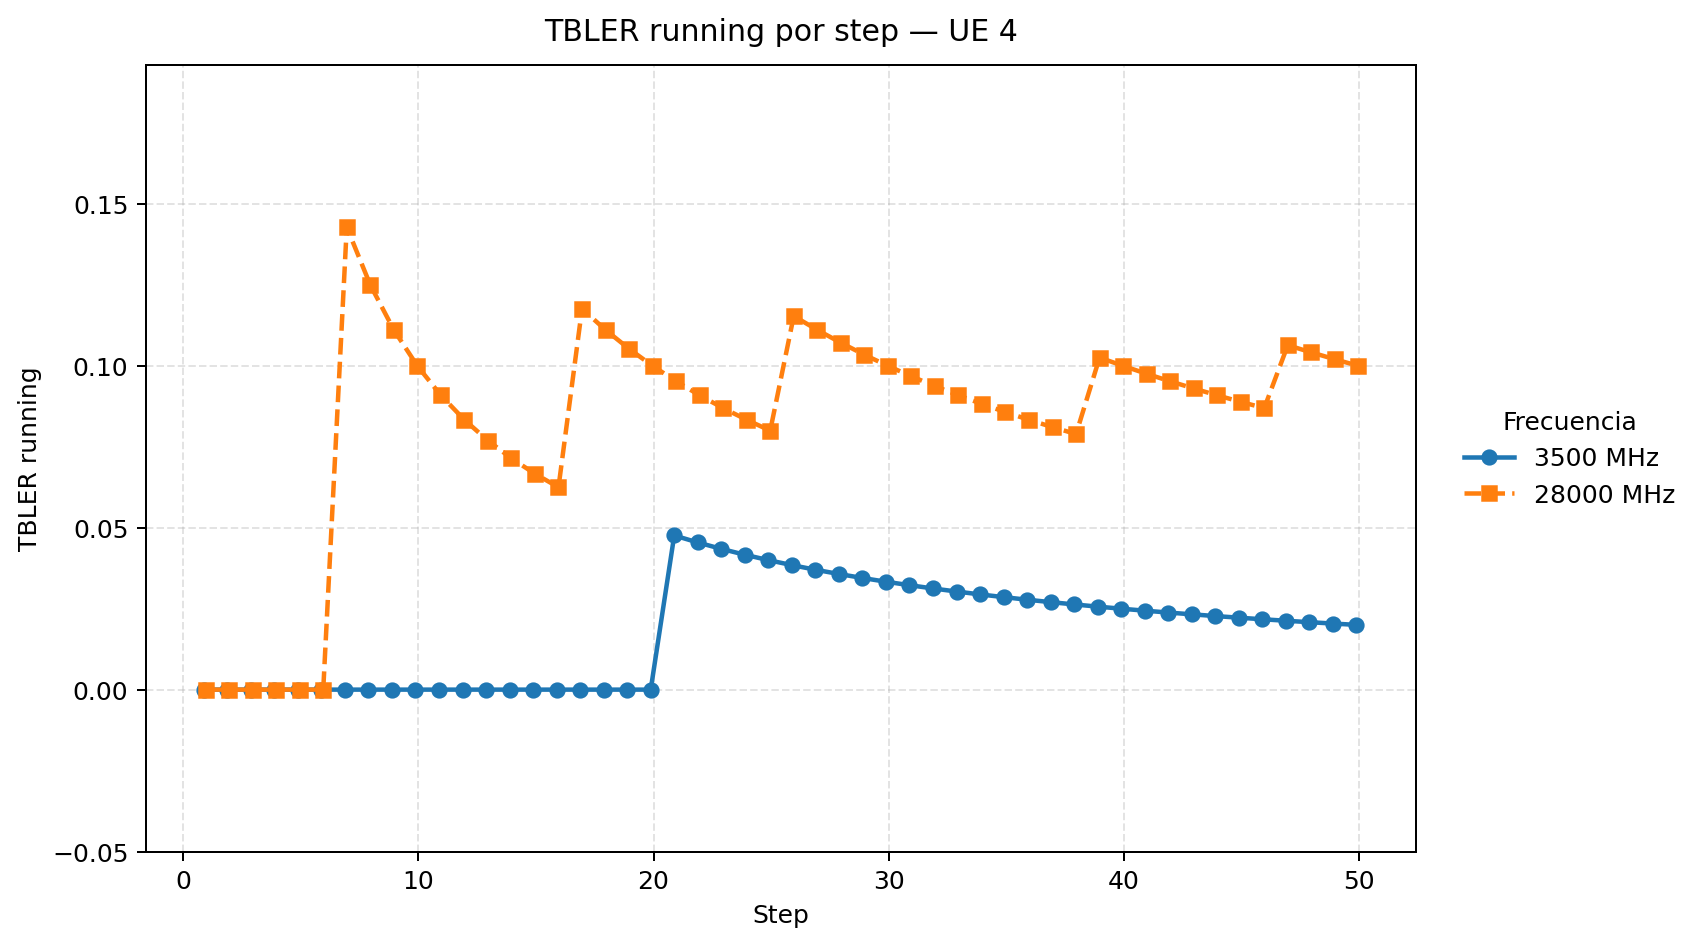 TBLER running por step — UE 4
TBLER running
0.15
0.10
0.05
0.00
−0.05
0 10 20 30 40 50
Step
Frecuencia
3500 MHz
28000 MHz